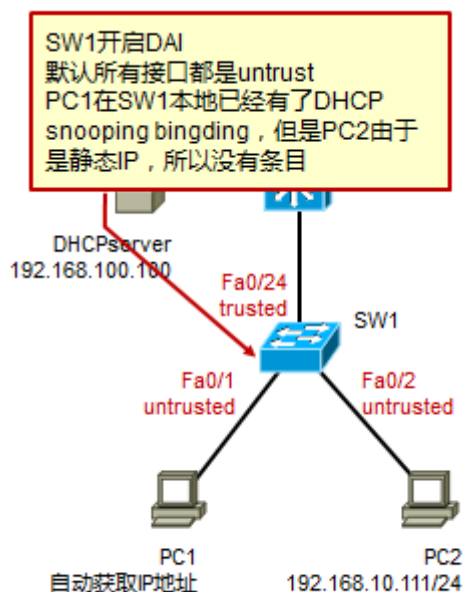 SW1开启DAI
默认所有接口都是untrust
PC1在SW1本地已经有了DHCP
snooping bingding，但是PC2由于
是静态IP，所以没有条目
DHCPserver
192.168.100.100
Fa0/24
trusted
SW1
Fa0/1
untrusted
Fa0/2
untrusted
PC1
自动获取IP地址
PC2
192.168.10.111/24